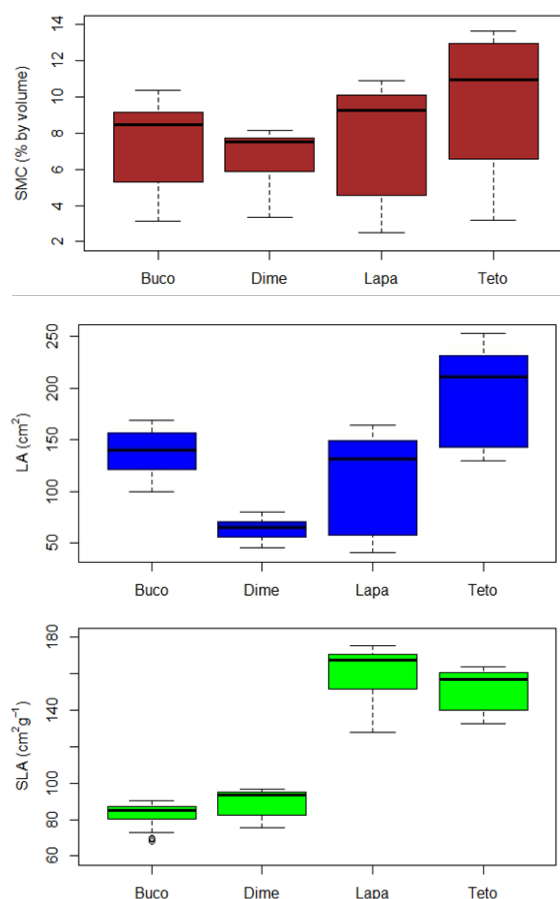 SMC (% by volume)
14
12
10
8
6
4
2
Buco Dime Lapa Teto
LA (cm²)
250
200
150
100
50
Buco Dime Lapa Teto
SLA (cm²g⁻¹)
180
140
100
80
60
Buco Dime Lapa Teto